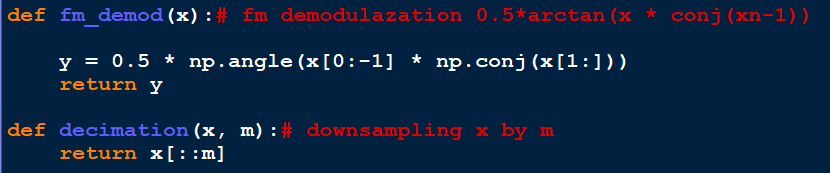 def fm_demod(x):# fm demodulazation 0.5*arctan(x * conj(xn-1))
y = 0.5 * np.angle(x[0:-1] * np.conj(x[1:]))
return y
def decimation(x, m):# downsampling x by m
return x[::m]